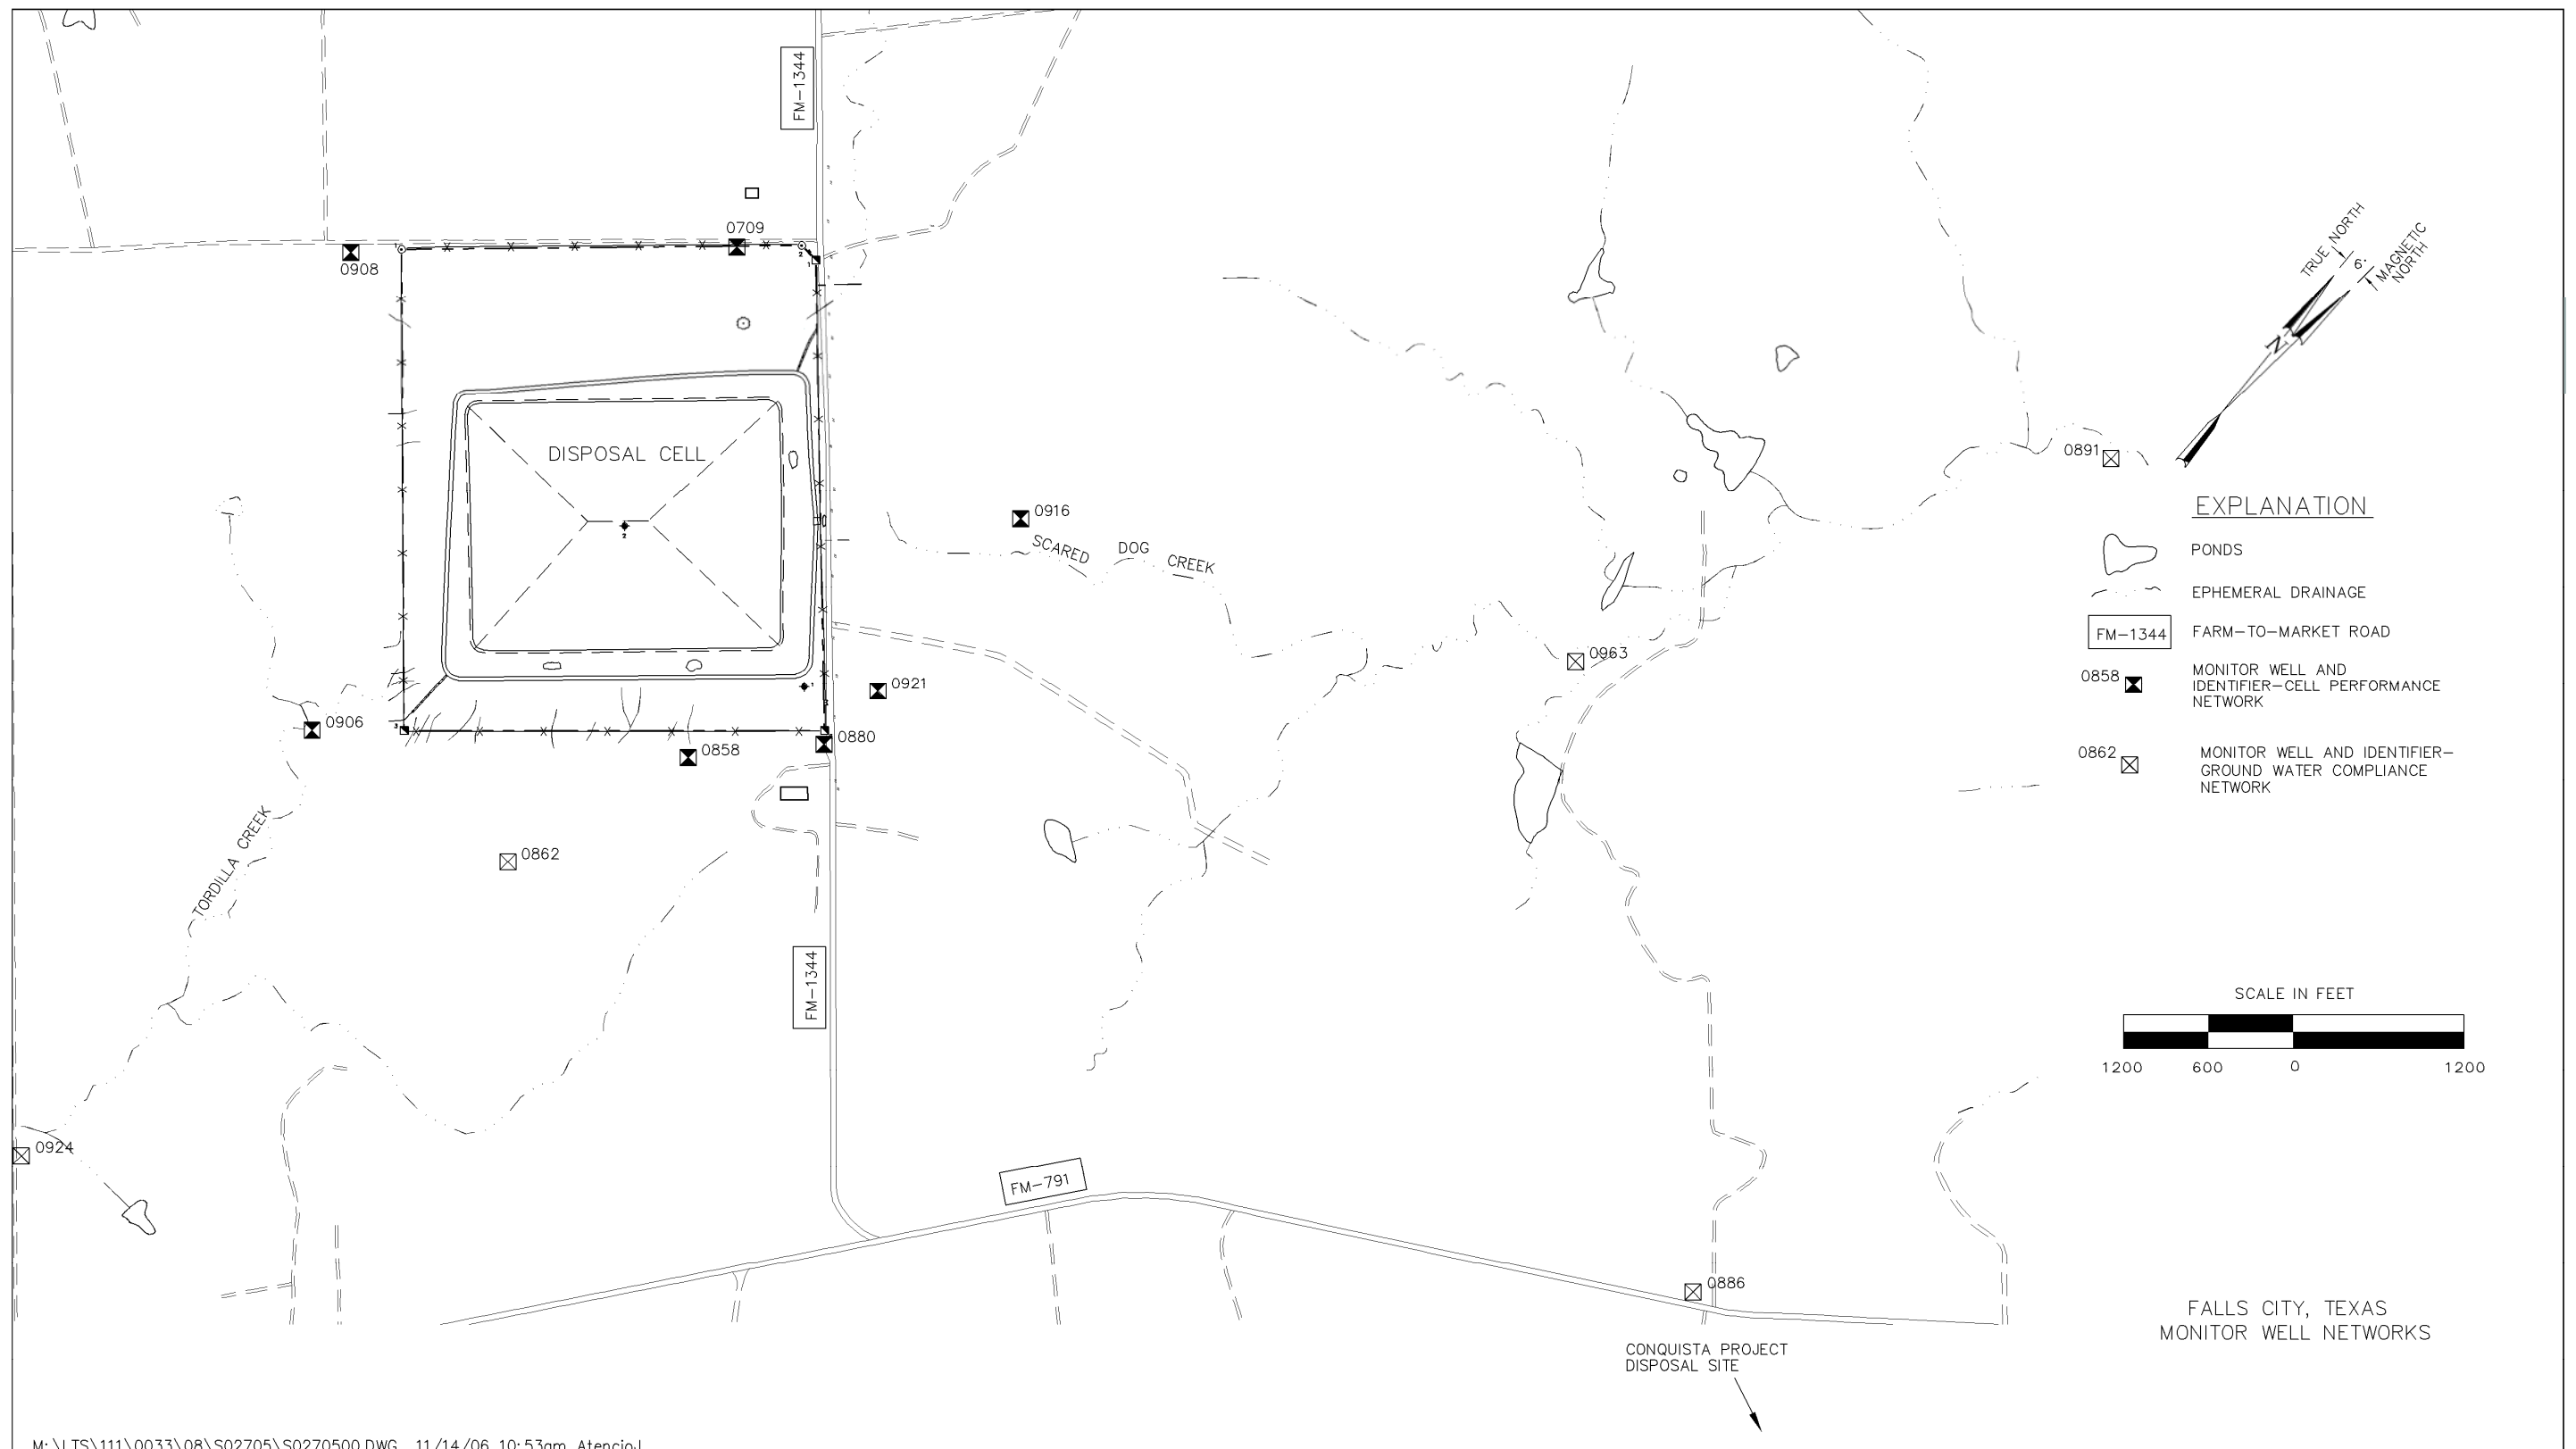 FM-1344
0709
0908
TRUE NORTH
6°
MAGNETIC
NORTH
N
DISPOSAL CELL
0891
0916
SCARED DOG CREEK
0963
0921
0906
0858
0880
0862
TORDILLA CREEK
FM-1344
0924
FM-791
0886
CONQUISTA PROJECT
DISPOSAL SITE
EXPLANATION
PONDS
EPHEMERAL DRAINAGE
FM-1344
FARM-TO-MARKET ROAD
0858
MONITOR WELL AND
IDENTIFIER-CELL PERFORMANCE
NETWORK
0862
MONITOR WELL AND IDENTIFIER-
GROUND WATER COMPLIANCE
NETWORK
SCALE IN FEET
1200 600 0 1200
FALLS CITY, TEXAS
MONITOR WELL NETWORKS
M:\LTS\111\0033\08\S02705\S0270500.DWG 11/14/06 10:53am AtencioJ